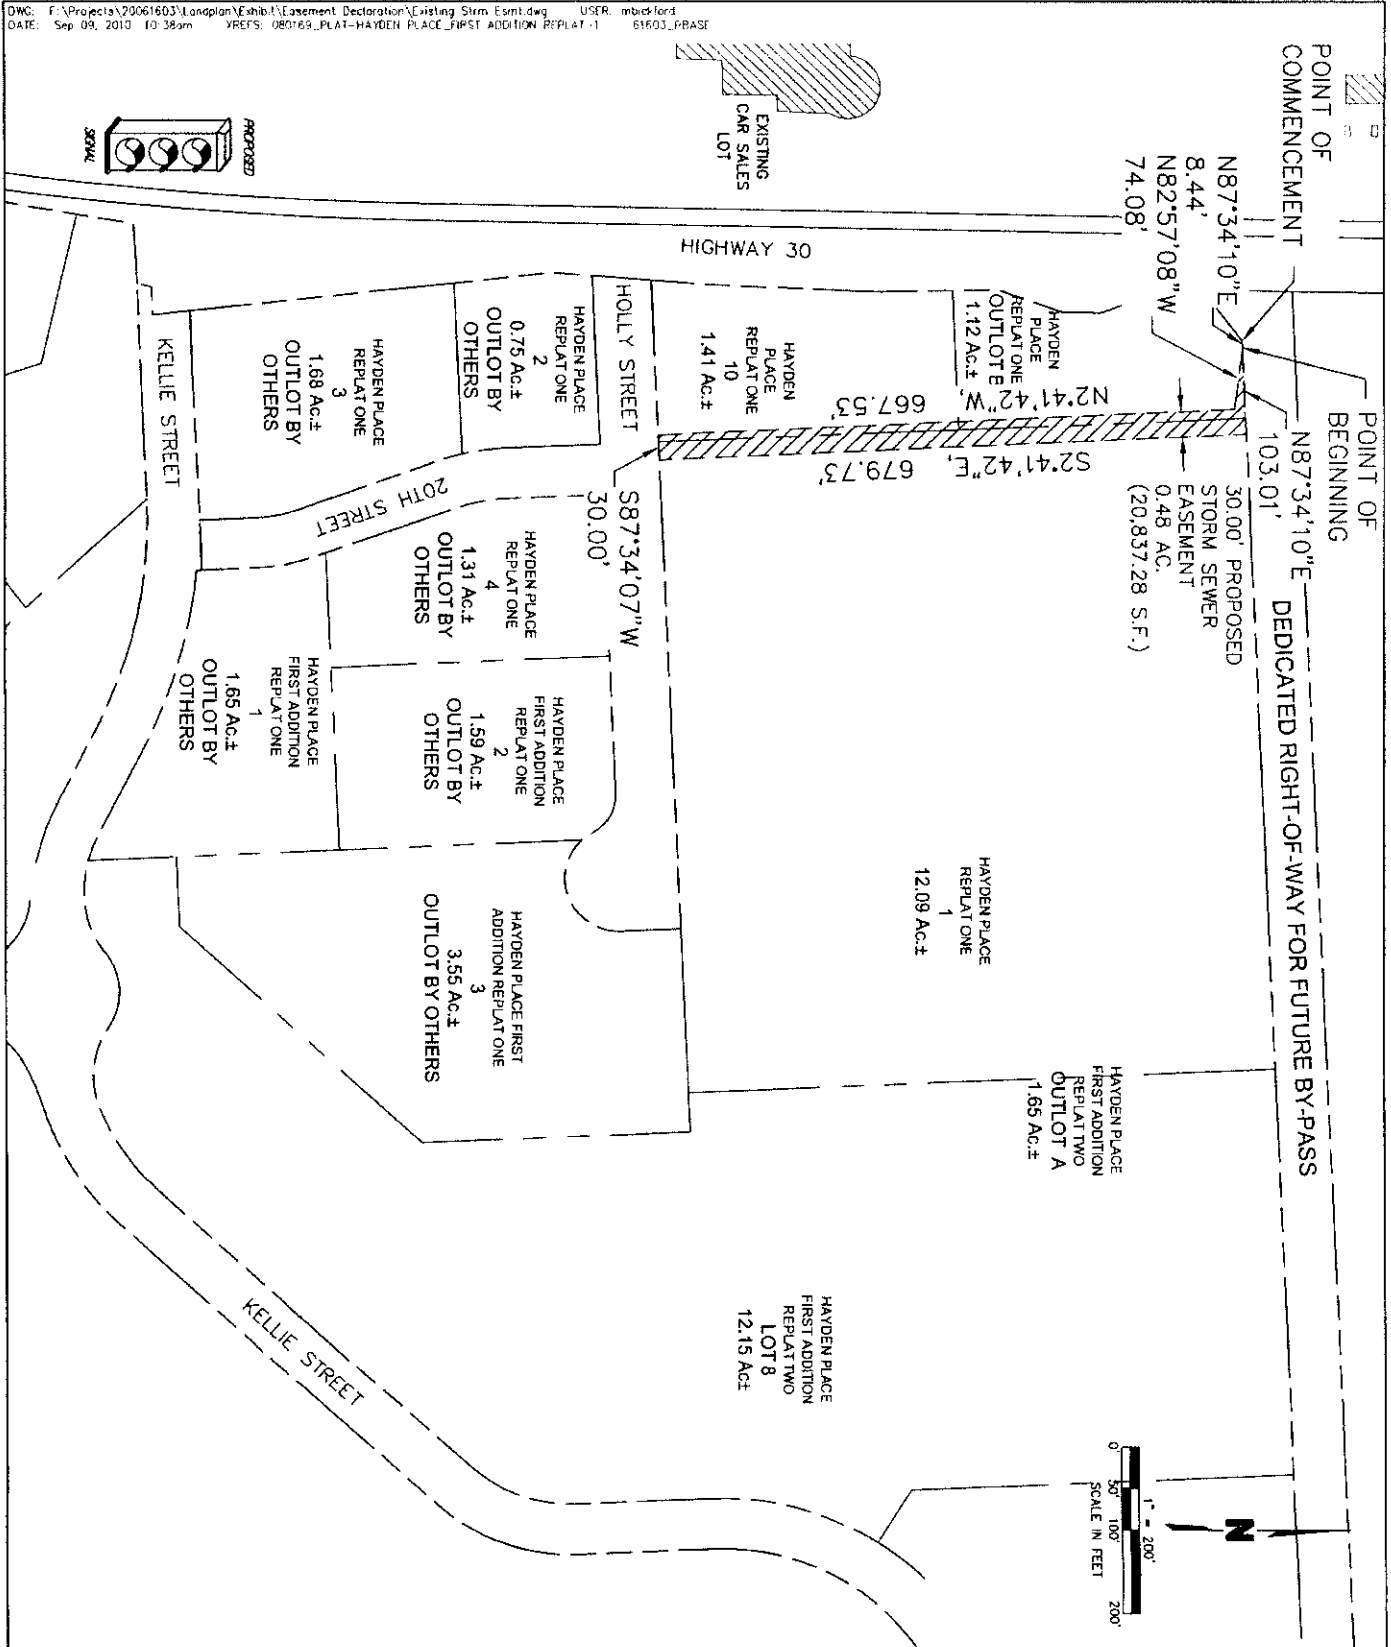 DWG: F:\Projects\20061603\Landplan\Exhibit\Easement Declaration\Existing Strm Esmt.dwg USER: mbickford
DATE: Sep 09, 2010 10:38am XREFS: 080769_PLAT-HAYDEN PLACE_FIRST ADDITION REPLAT-1 61603_PBASE
POINT OF
COMMENCEMENT
N87°34'10"E
8.44'
N82°57'08"W
74.08'
POINT OF
BEGINNING
N87°34'10"E
103.01'
30.00' PROPOSED
STORM SEWER
EASEMENT
0.48 AC.
(20,837.28 S.F.)
DEDICATED RIGHT-OF-WAY FOR FUTURE BY-PASS
EXISTING
CAR SALES
LOT
PROPOSED
SIGNAL
HIGHWAY 30
HAYDEN
PLACE
REPLAT ONE
OUTLOT B
1.12 Ac.±
N2°41'42"W,
667.53'
S2°41'42"E,
679.73'
HAYDEN
PLACE
REPLAT ONE
10
1.41 Ac.±
HOLLY STREET
S87°34'07"W
30.00'
HAYDEN PLACE
REPLAT ONE
2
0.75 Ac.±
OUTLOT BY
OTHERS
HAYDEN PLACE
REPLAT ONE
3
1.68 Ac.±
OUTLOT BY
OTHERS
KELLIE STREET
20TH STREET
HAYDEN PLACE
REPLAT ONE
4
1.31 Ac.±
OUTLOT BY
OTHERS
HAYDEN PLACE
FIRST ADDITION
REPLAT ONE
1
1.65 Ac.±
OUTLOT BY
OTHERS
HAYDEN PLACE
FIRST ADDITION
REPLAT ONE
2
1.59 Ac.±
OUTLOT BY
OTHERS
HAYDEN PLACE FIRST
ADDITION REPLAT ONE
3
3.55 Ac.±
OUTLOT BY OTHERS
HAYDEN PLACE
REPLAT ONE
1
12.09 Ac.±
HAYDEN PLACE
FIRST ADDITION
REPLAT TWO
OUTLOT A
1.65 Ac.±
HAYDEN PLACE
FIRST ADDITION
REPLAT TWO
LOT 8
12.15 Ac±
KELLIE STREET
N
1" = 200'
0' 50' 100' 200'
SCALE IN FEET